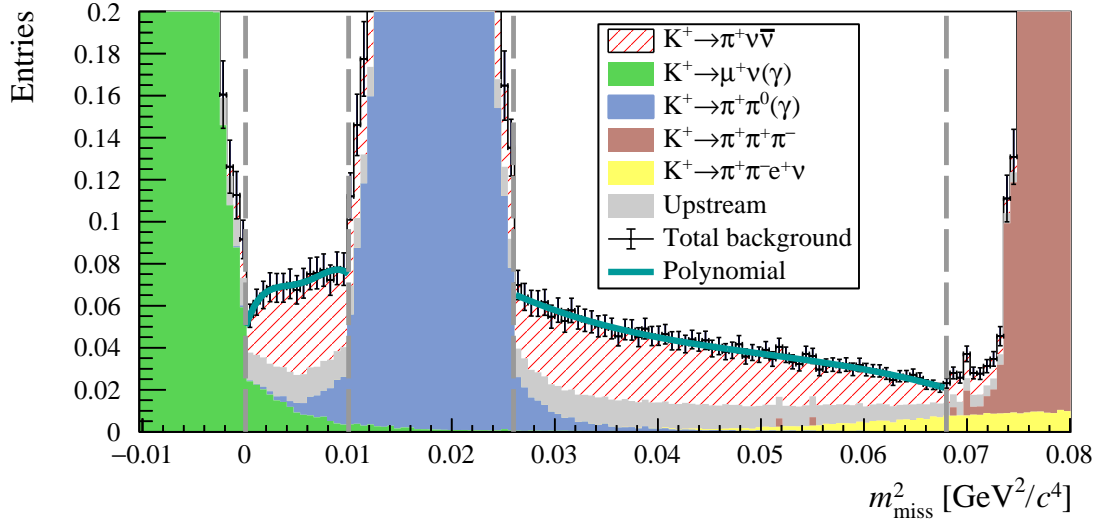 Entries
0.2
0.18
0.16
0.14
0.12
0.1
0.08
0.06
0.04
0.02
0
K⁺→π⁺νν̅
K⁺→μ⁺ν(γ)
K⁺→π⁺π⁰(γ)
K⁺→π⁺π⁺π⁻
K⁺→π⁺π⁻e⁺ν
Upstream
Total background
Polynomial
−0.01 0 0.01 0.02 0.03 0.04 0.05 0.06 0.07 0.08
m²miss [GeV²/c⁴]